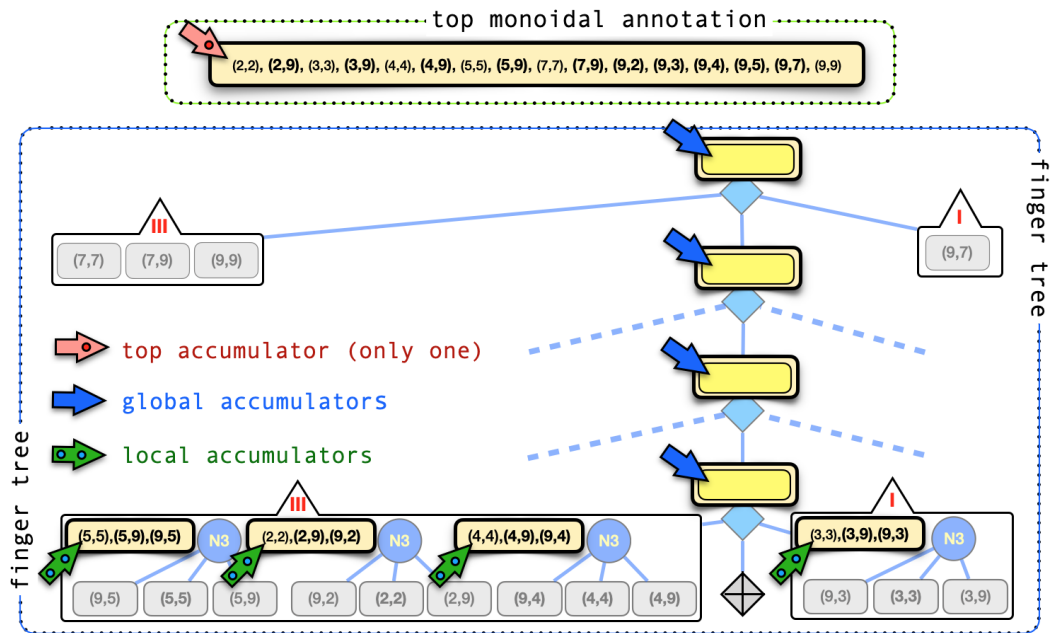 top monoidal annotation
(2,2), (2,9), (3,3), (3,9), (4,4), (4,9), (5,5), (5,9), (7,7), (7,9), (9,2), (9,3), (9,4), (9,5), (9,7), (9,9)
finger tree
III
I
(7,7) (7,9) (9,9)
(9,7)
top accumulator (only one)
global accumulators
local accumulators
finger tree
III
I
(5,5),(5,9),(9,5) N3 (2,2),(2,9),(9,2) N3 (4,4),(4,9),(9,4) N3
(3,3),(3,9),(9,3) N3
(9,5) (5,5) (5,9) (9,2) (2,2) (2,9) (9,4) (4,4) (4,9)
(9,3) (3,3) (3,9)